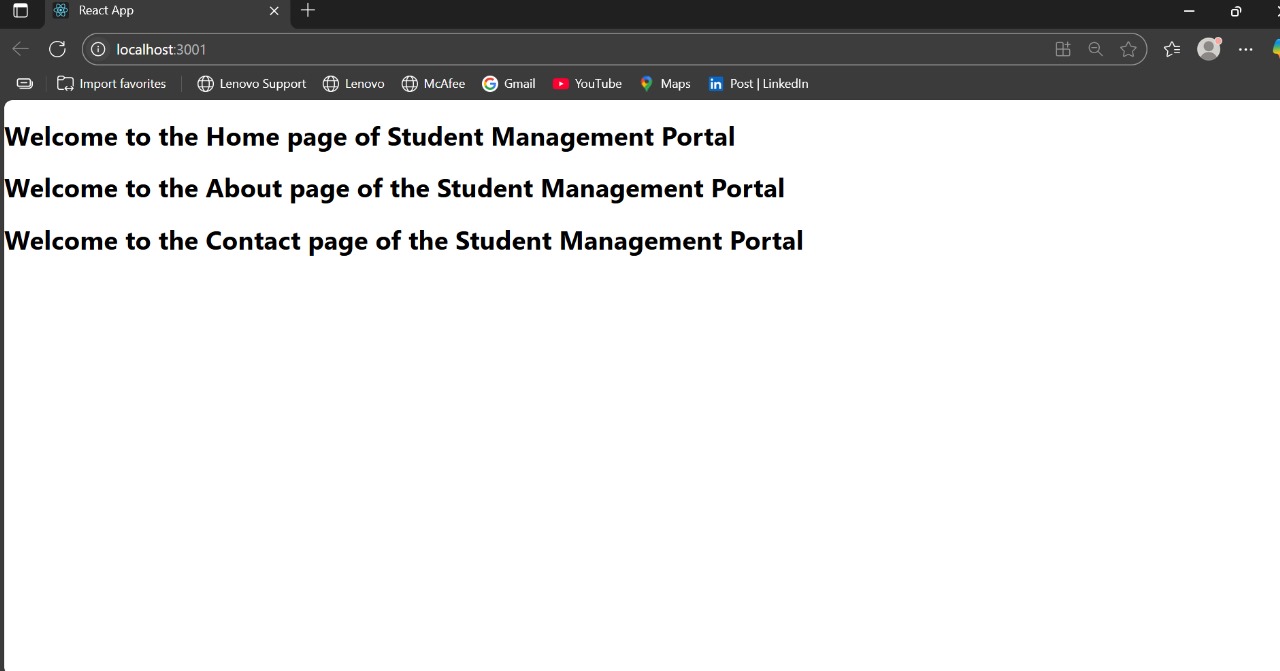 React App
localhost:3001
Import favorites Lenovo Support Lenovo McAfee Gmail YouTube Maps Post | LinkedIn
Welcome to the Home page of Student Management Portal
Welcome to the About page of the Student Management Portal
Welcome to the Contact page of the Student Management Portal